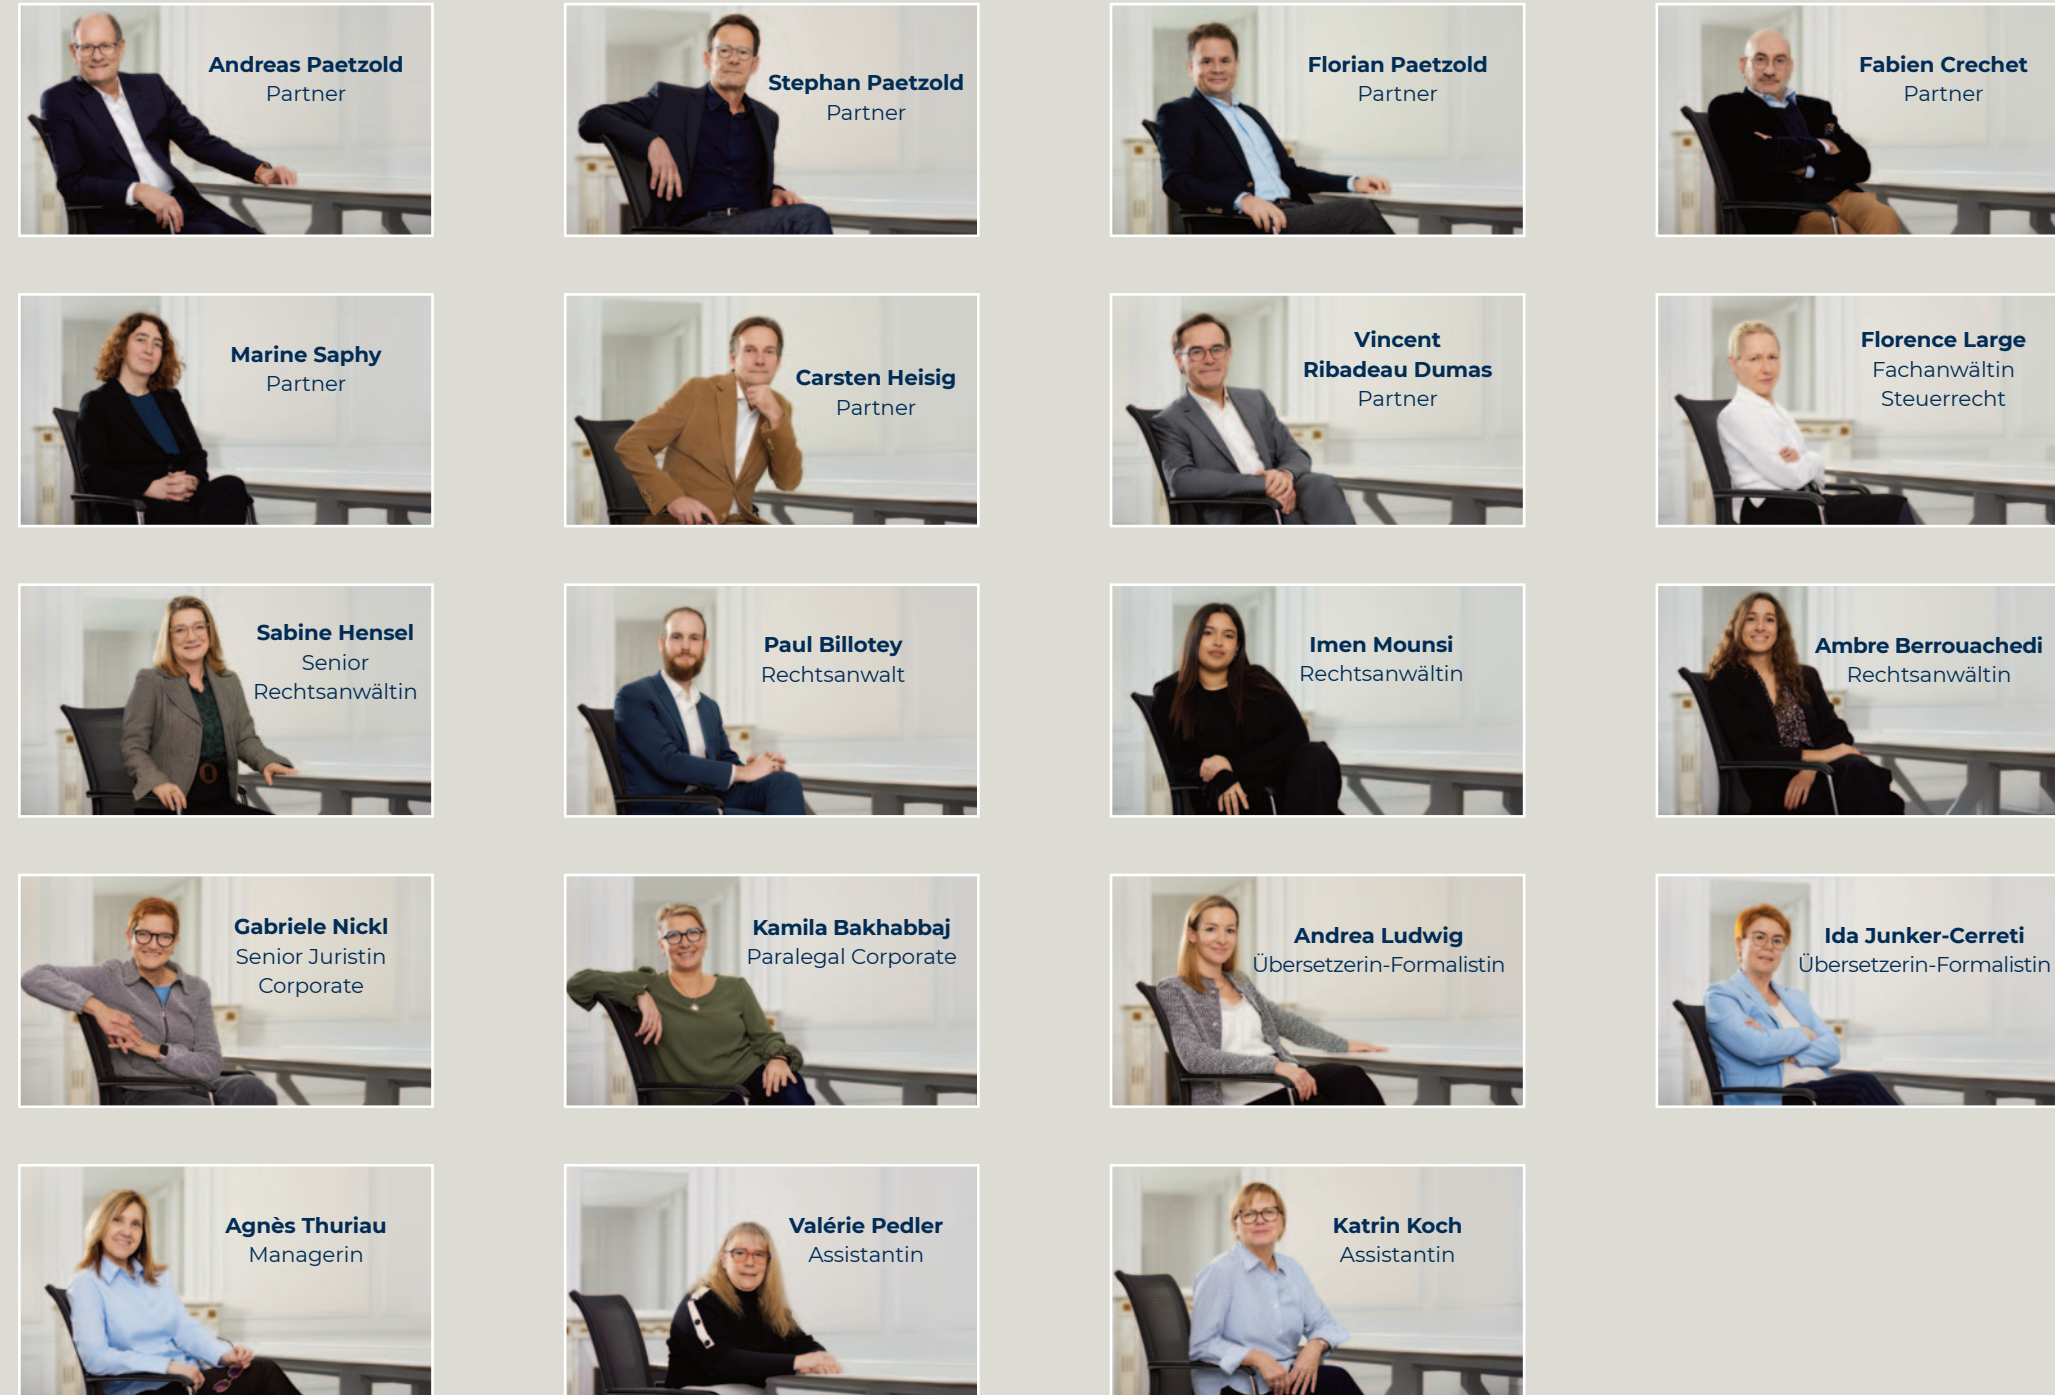 Andreas Paetzold
Partner
Stephan Paetzold
Partner
Florian Paetzold
Partner
Fabien Crechet
Partner
Marine Saphy
Partner
Carsten Heisig
Partner
Vincent
Ribadeau Dumas
Partner
Florence Large
Fachanwältin
Steuerrecht
Sabine Hensel
Senior
Rechtsanwältin
Paul Billotey
Rechtsanwalt
Imen Mounsi
Rechtsanwältin
Ambre Berrouachedi
Rechtsanwältin
Gabriele Nickl
Senior Juristin
Corporate
Kamila Bakhabbaj
Paralegal Corporate
Andrea Ludwig
Übersetzerin-Formalistin
Ida Junker-Cerreti
Übersetzerin-Formalistin
Agnès Thuriau
Managerin
Valérie Pedler
Assistantin
Katrin Koch
Assistantin